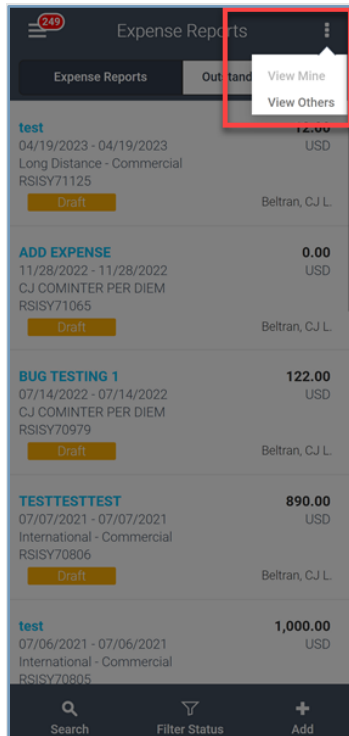 249
Expense Reports
Expense Reports
Outstand
View Mine
View Others
test
12.00
04/19/2023 - 04/19/2023
USD
Long Distance - Commercial
RSISY71125
Draft
Beltran, CJ L.
ADD EXPENSE
0.00
11/28/2022 - 11/28/2022
USD
CJ COMINTER PER DIEM
RSISY71065
Draft
Beltran, CJ L.
BUG TESTING 1
122.00
07/14/2022 - 07/14/2022
USD
CJ COMINTER PER DIEM
RSISY70979
Draft
Beltran, CJ L.
TESTTESTTEST
890.00
07/07/2021 - 07/07/2021
USD
International - Commercial
RSISY70806
Draft
Beltran, CJ L.
test
1,000.00
07/06/2021 - 07/06/2021
USD
International - Commercial
RSISY70805
Search
Filter Status
Add